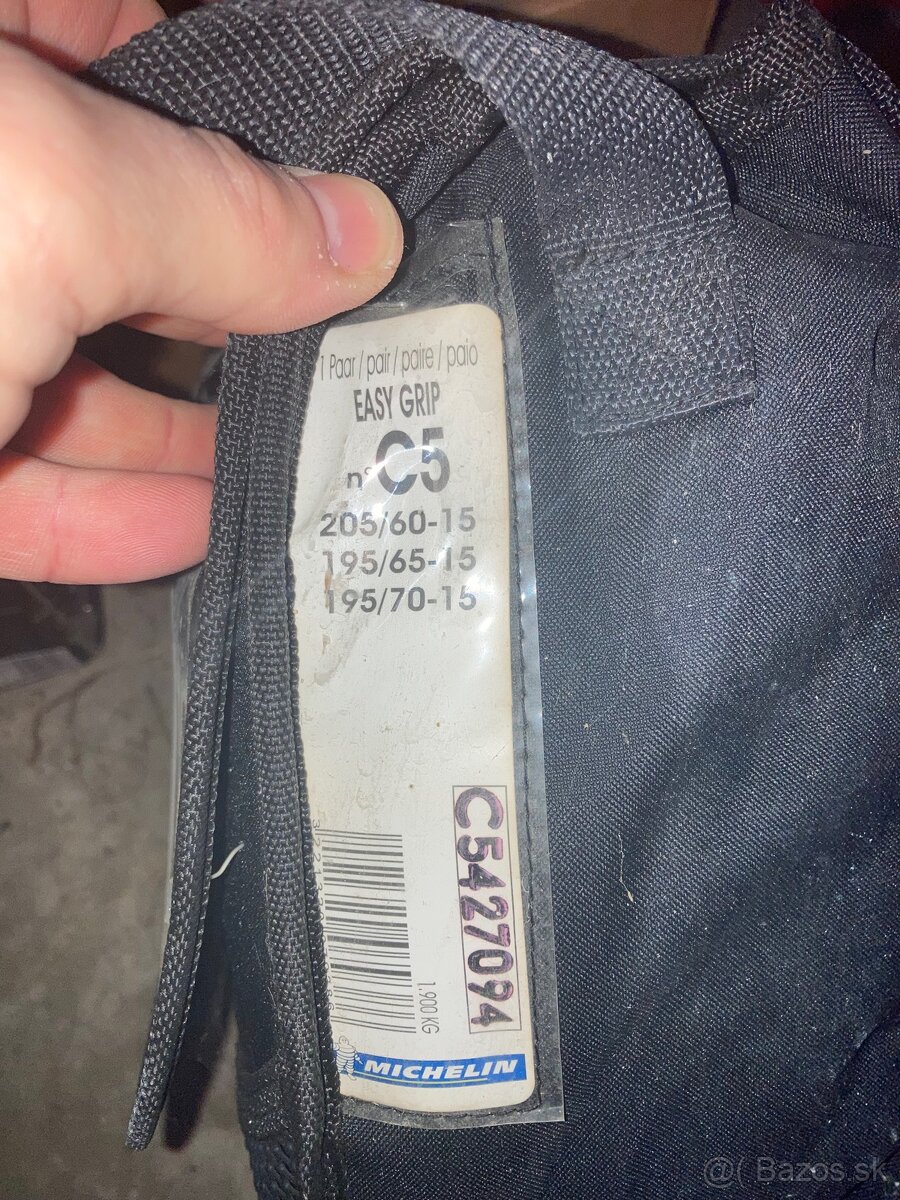 1 Paar / pair / paire / paio
EASY GRIP
n° C5
205/60-15
195/65-15
195/70-15
C5427094
1.900 KG
MICHELIN
@( Bazos.sk